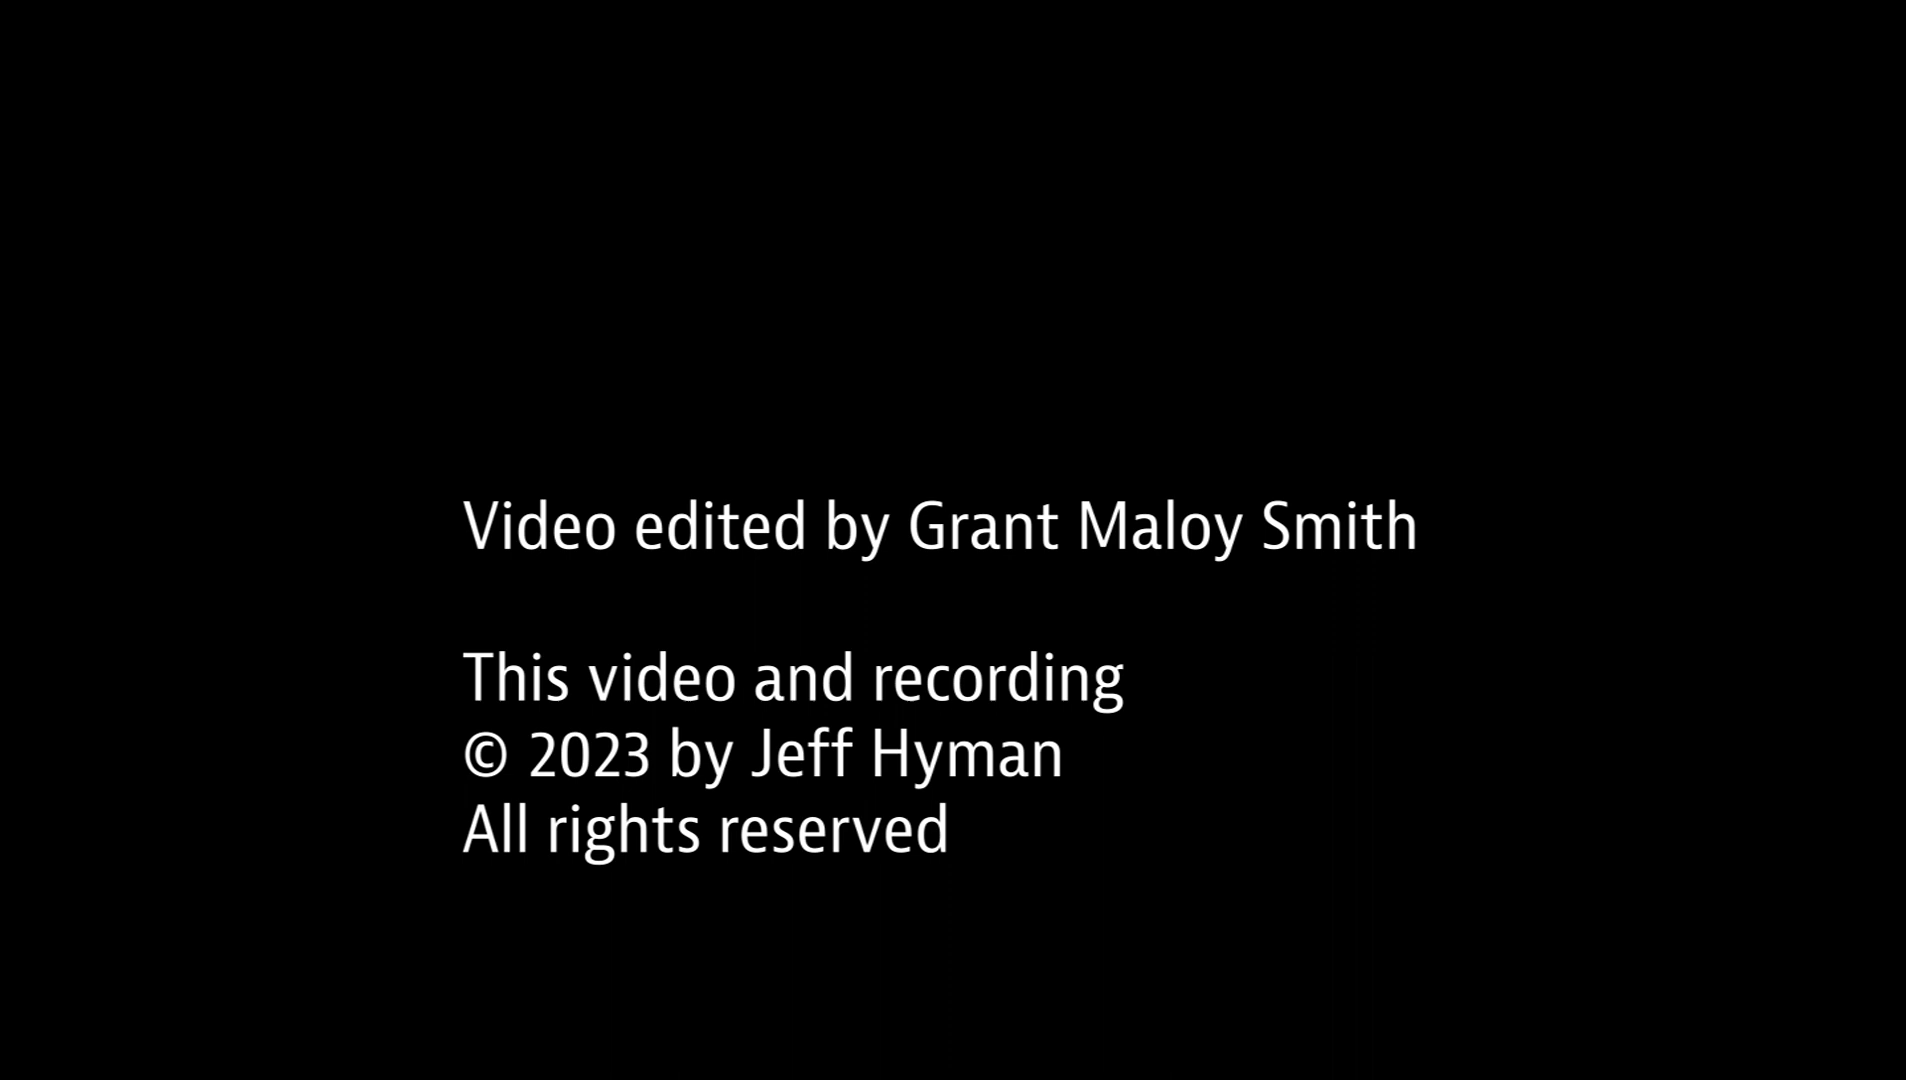 Video edited by Grant Maloy Smith
This video and recording
© 2023 by Jeff Hyman
All rights reserved